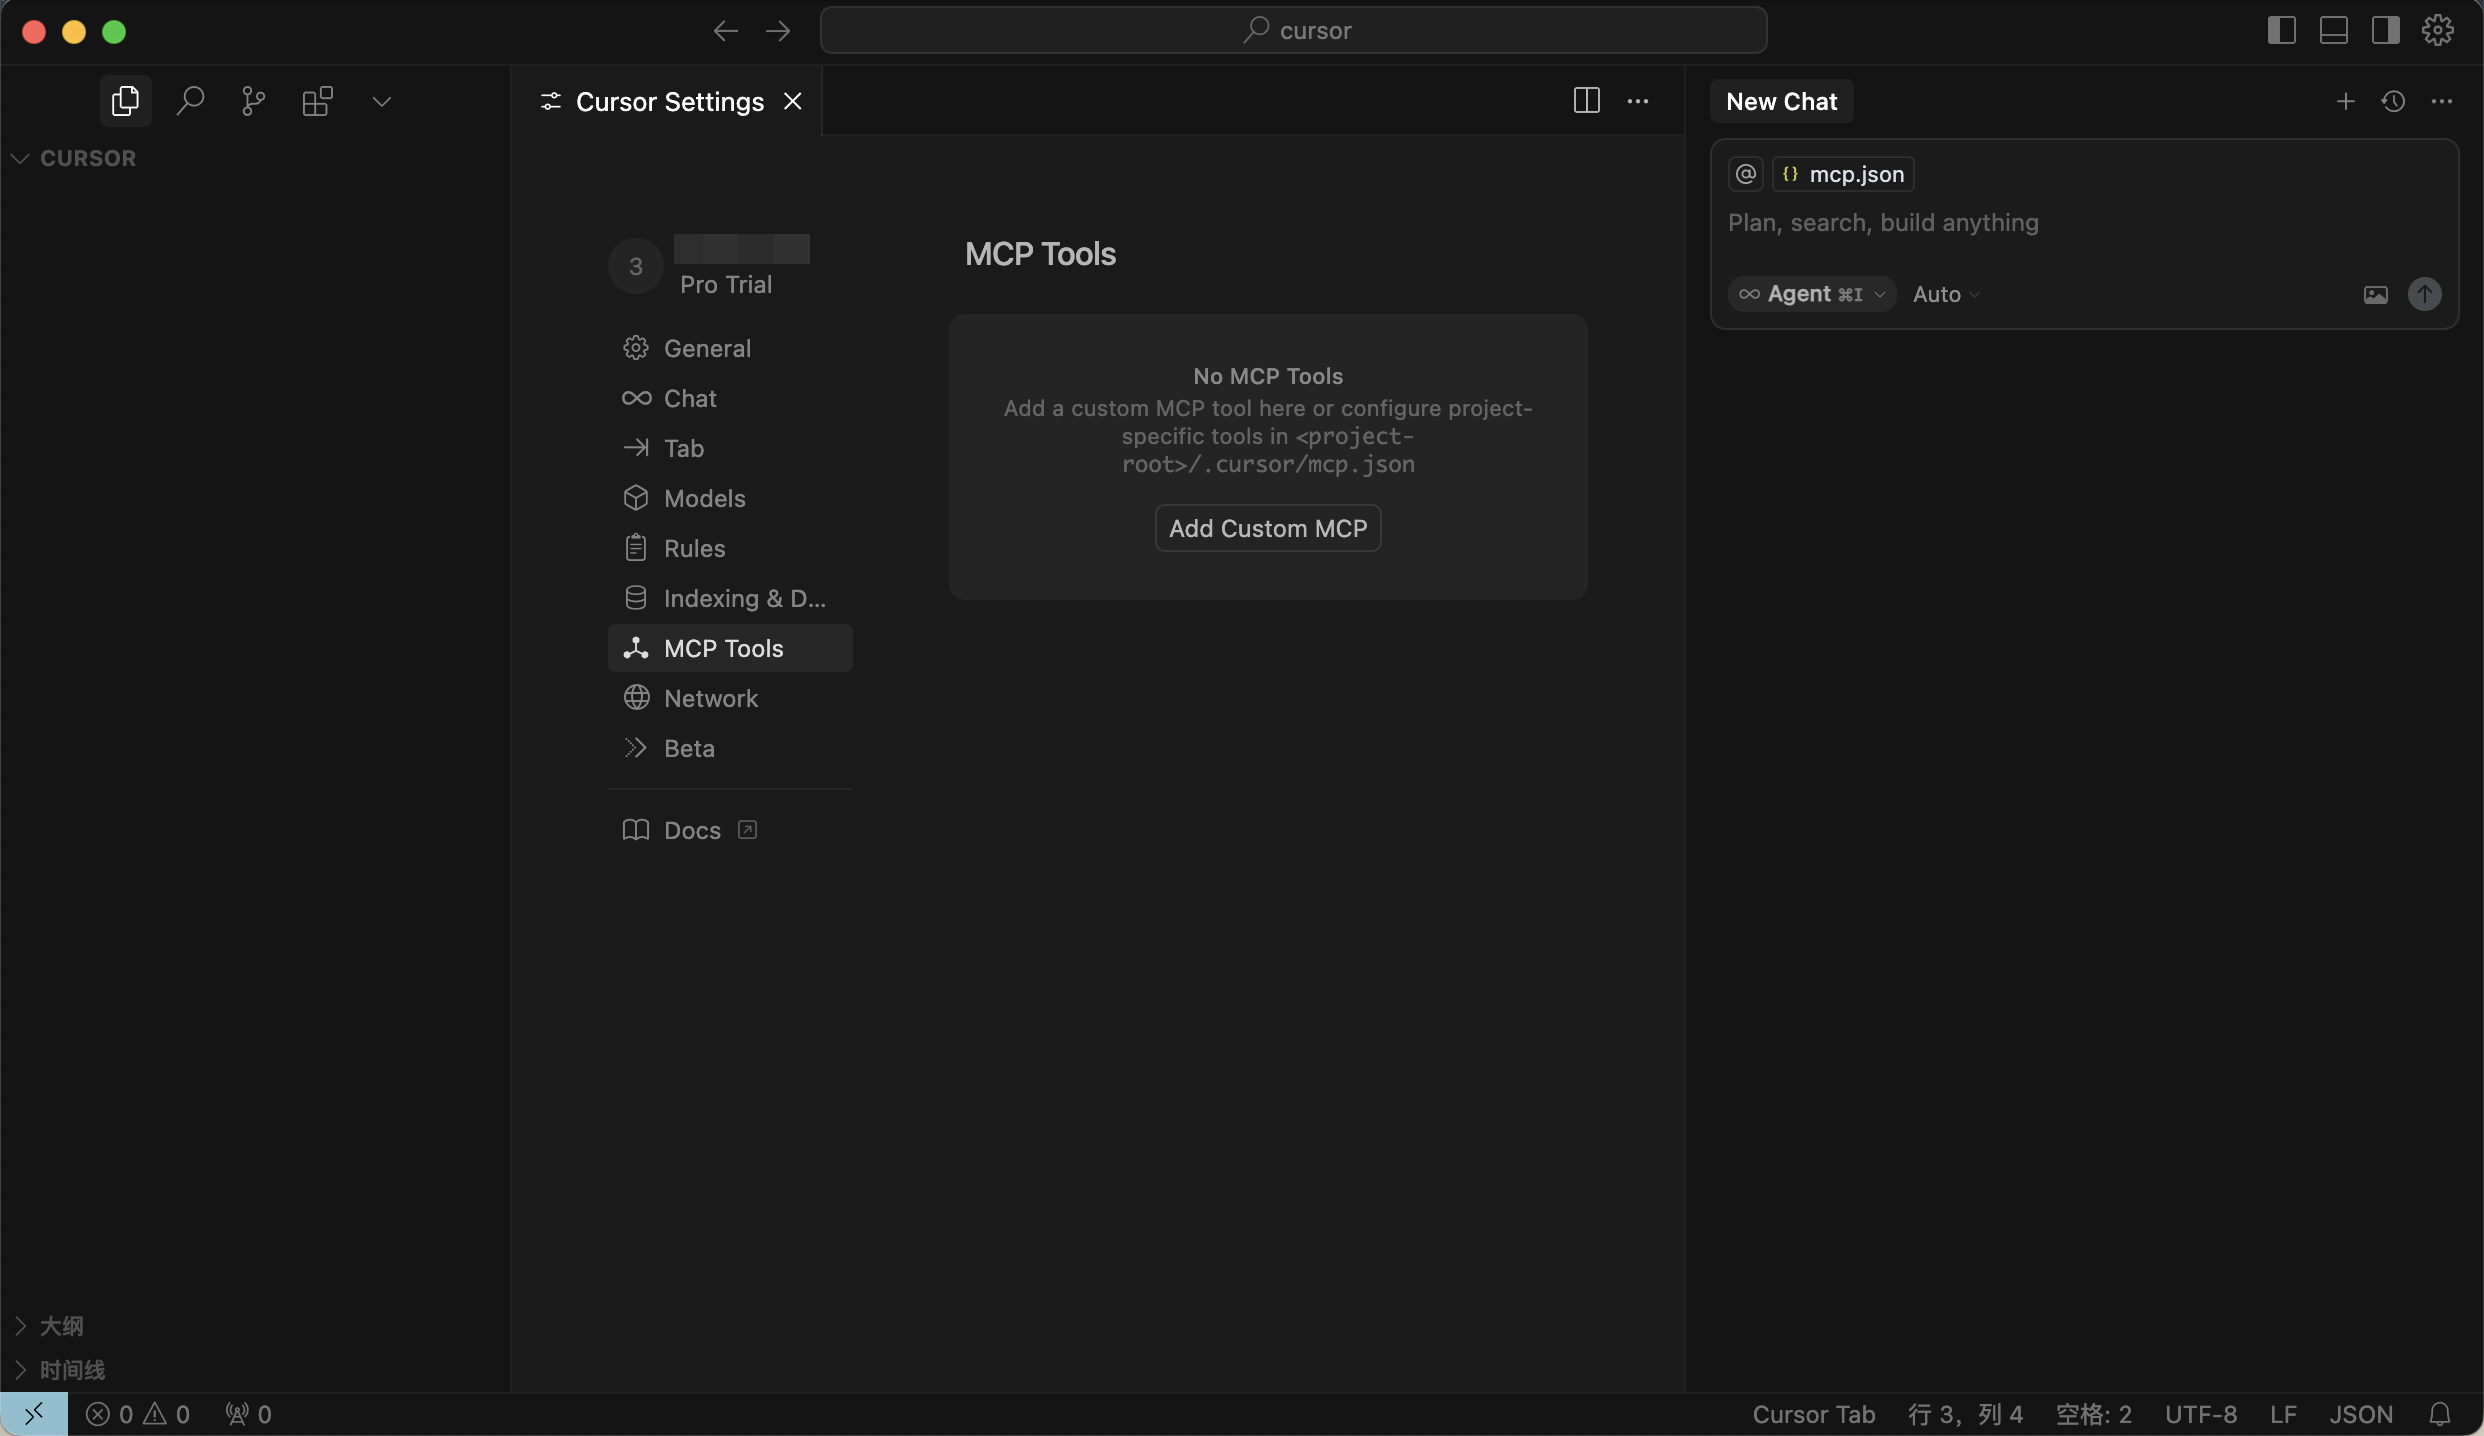 cursor
CURSOR
Cursor Settings
New Chat
@ {} mcp.json
Plan, search, build anything
Agent ⌘I Auto
3
Pro Trial
General
Chat
Tab
Models
Rules
Indexing & D...
MCP Tools
Network
Beta
Docs
MCP Tools
No MCP Tools
Add a custom MCP tool here or configure project-
specific tools in <project-
root>/.cursor/mcp.json
Add Custom MCP
大纲
时间线
0 0 0
Cursor Tab 行 3，列 4 空格: 2 UTF-8 LF JSON